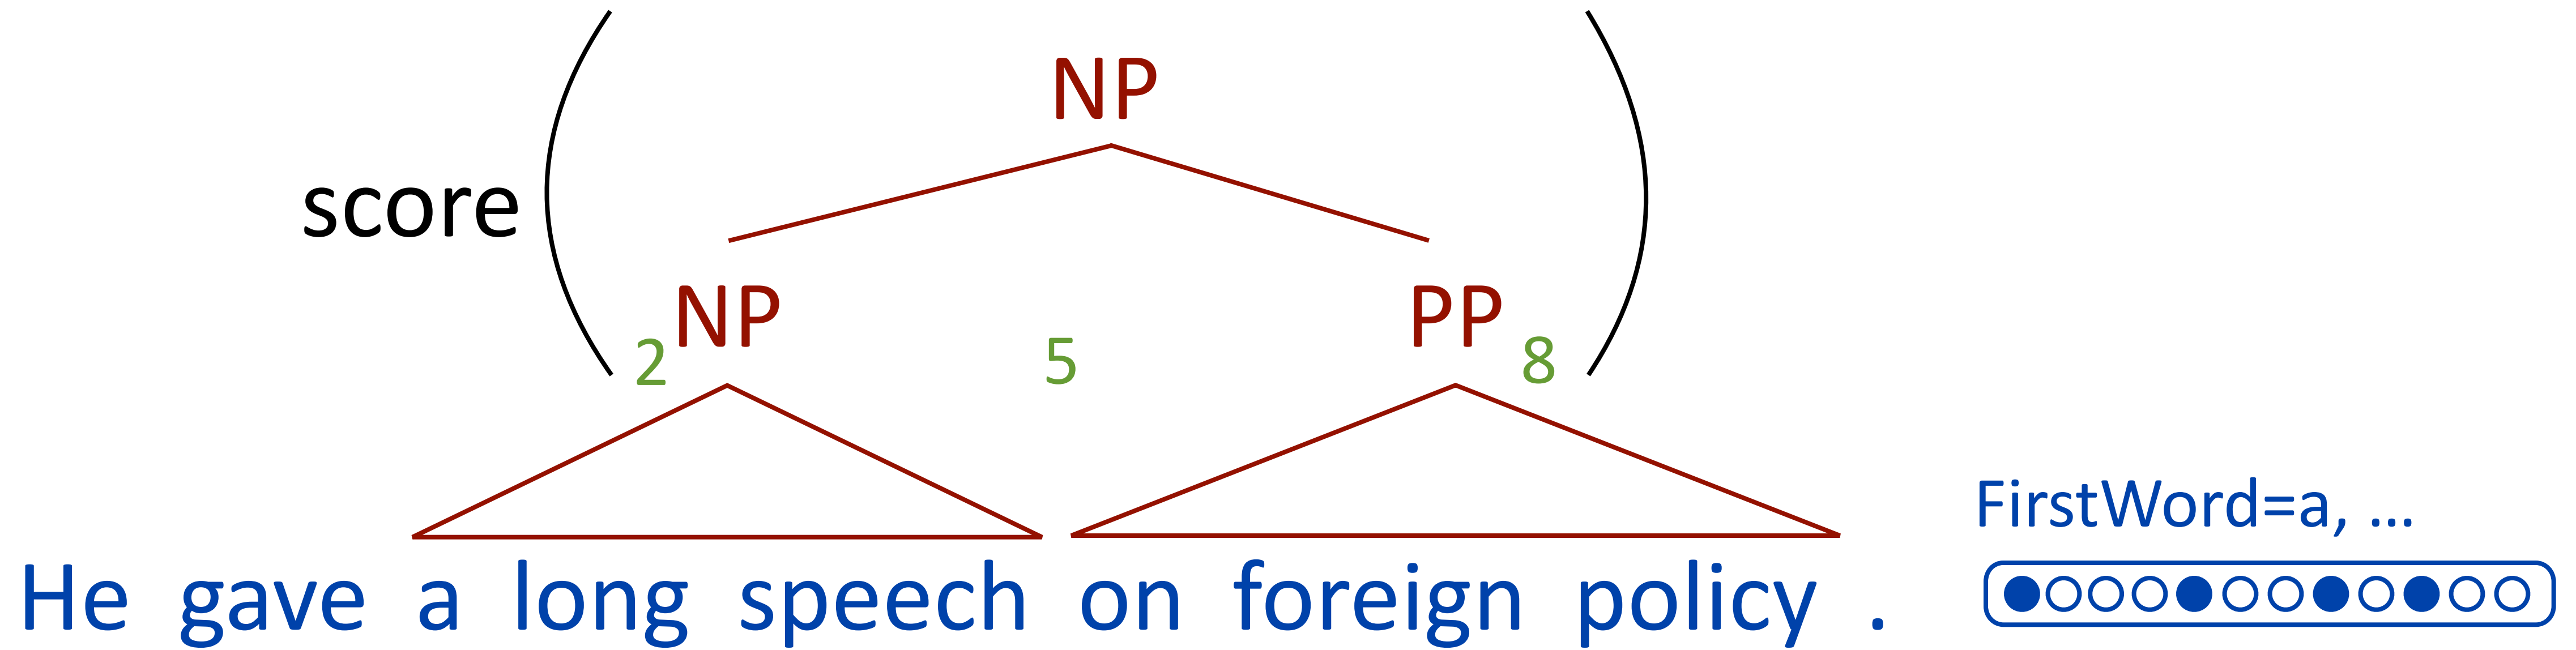 NP
score
NP PP
2 5 8
FirstWord=a, ...
He gave a long speech on foreign policy .